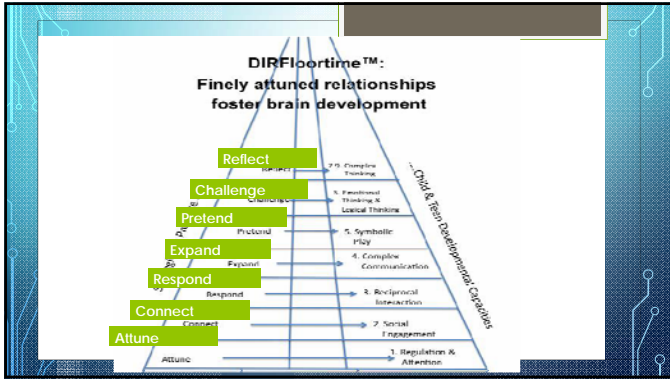 DIRFloortime™:
Finely attuned relationships
foster brain development
Reflect
Reflect
7-9. Complex
Thinking
Challenge
Challenge
Thinking &
Logical Thinking
Pretend
Pretend
5. Symbolic
Play
Expand
Expand
4. Complex
Communication
Respond
Respond
3. Reciprocal
Interaction
Connect
Connect
2. Social
Engagement
Attune
Attune
1. Regulation &
Attention
Child & Teen Developmental Capacities